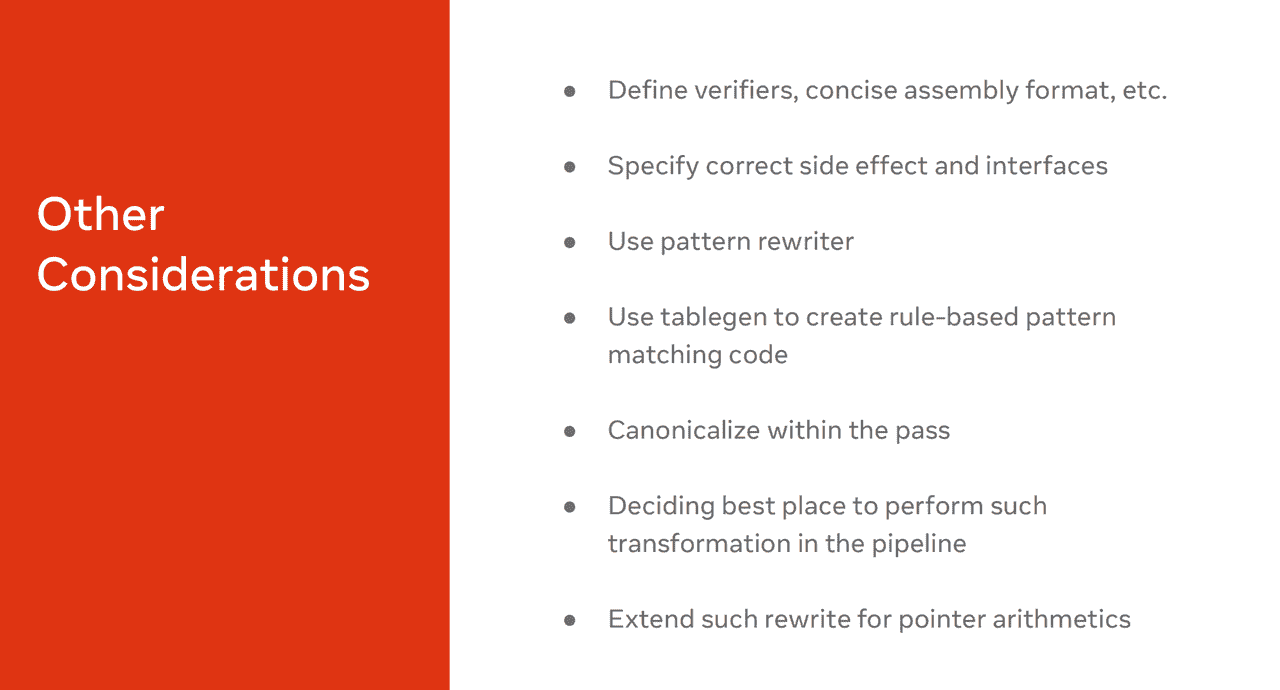 Other
Considerations
● Define verifiers, concise assembly format, etc.
● Specify correct side effect and interfaces
● Use pattern rewriter
● Use tablegen to create rule-based pattern
matching code
● Canonicalize within the pass
● Deciding best place to perform such
transformation in the pipeline
● Extend such rewrite for pointer arithmetics